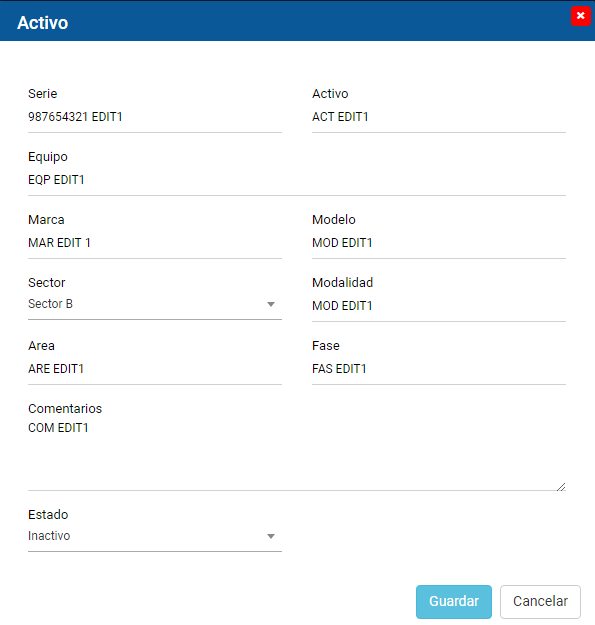 Activo
Serie
Activo
987654321 EDIT1
ACT EDIT1
Equipo
EQP EDIT1
Marca
Modelo
MAR EDIT 1
MOD EDIT1
Sector
Modalidad
Sector B
MOD EDIT1
Area
Fase
ARE EDIT1
FAS EDIT1
Comentarios
COM EDIT1
Estado
Inactivo
Guardar
Cancelar